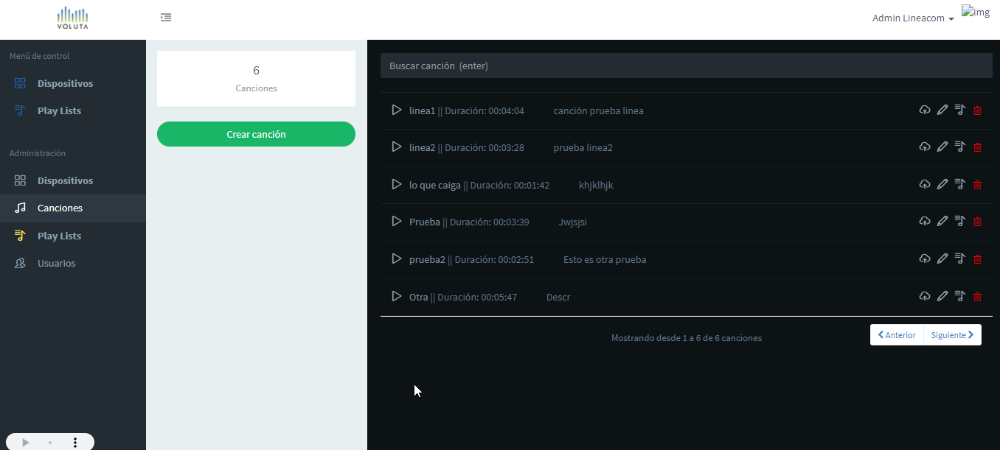 VOLUTA
Admin Lineacom
img
Menú de control
Dispositivos
Play Lists
Administración
Dispositivos
Canciones
Play Lists
Usuarios
6
Canciones
Crear canción
Buscar canción (enter)
linea1 || Duración: 00:04:04 canción prueba linea
linea2 || Duración: 00:03:28 prueba linea2
lo que caiga || Duración: 00:01:42 khjklhjk
Prueba || Duración: 00:03:39 Jwjsjsi
prueba2 || Duración: 00:02:51 Esto es otra prueba
Otra || Duración: 00:05:47 Descr
Mostrando desde 1 a 6 de 6 canciones
Anterior Siguiente